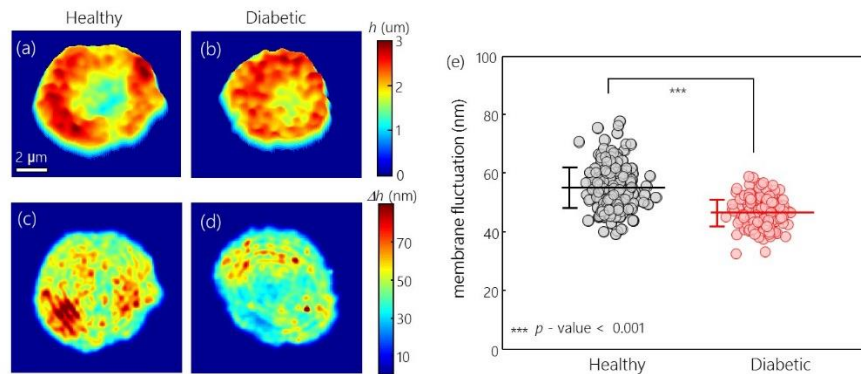 Healthy
Diabetic
h (um)
(a)
(b)
3
2
1
0
2 µm
Δh (nm)
(c)
(d)
70
50
30
10
(e)
100
80
60
40
20
0
membrane fluctuation (nm)
***
*** p - value < 0.001
Healthy
Diabetic